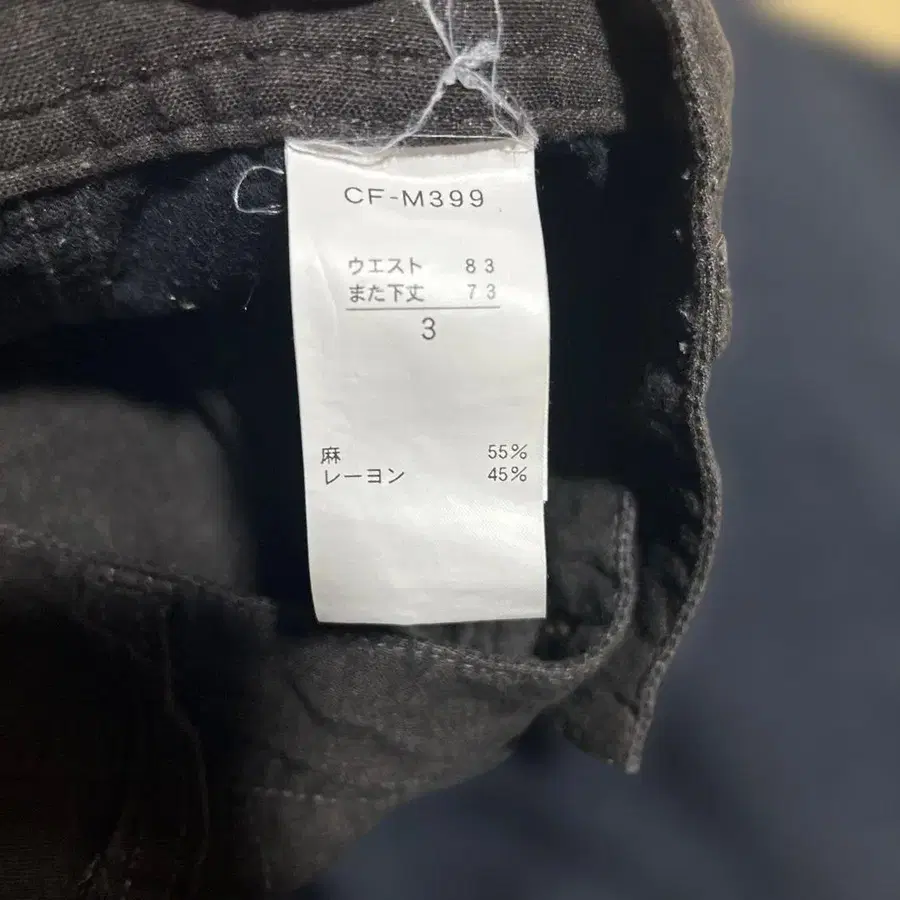 CF-M399
ウエスト 83
また下丈 73
3
麻 55%
レーヨン 45%